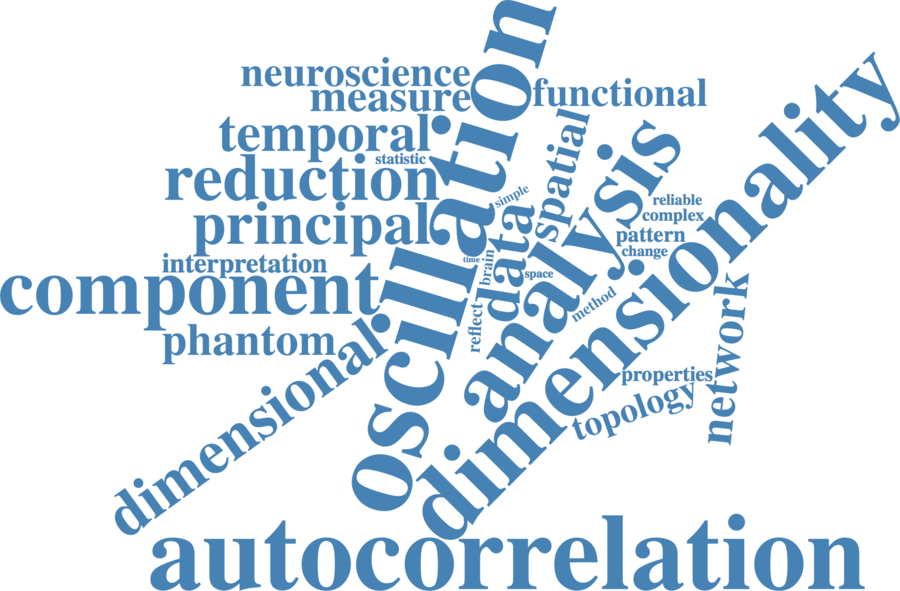 oscillation
neuroscience
measure
functional
temporal
statistic
reduction
principal
interpretation
component
phantom
dimensional
spatial
analysis
simple
data
time
brain
space
reflect
method
reliable
complex
pattern
change
dimensionality
network
properties
topology
autocorrelation